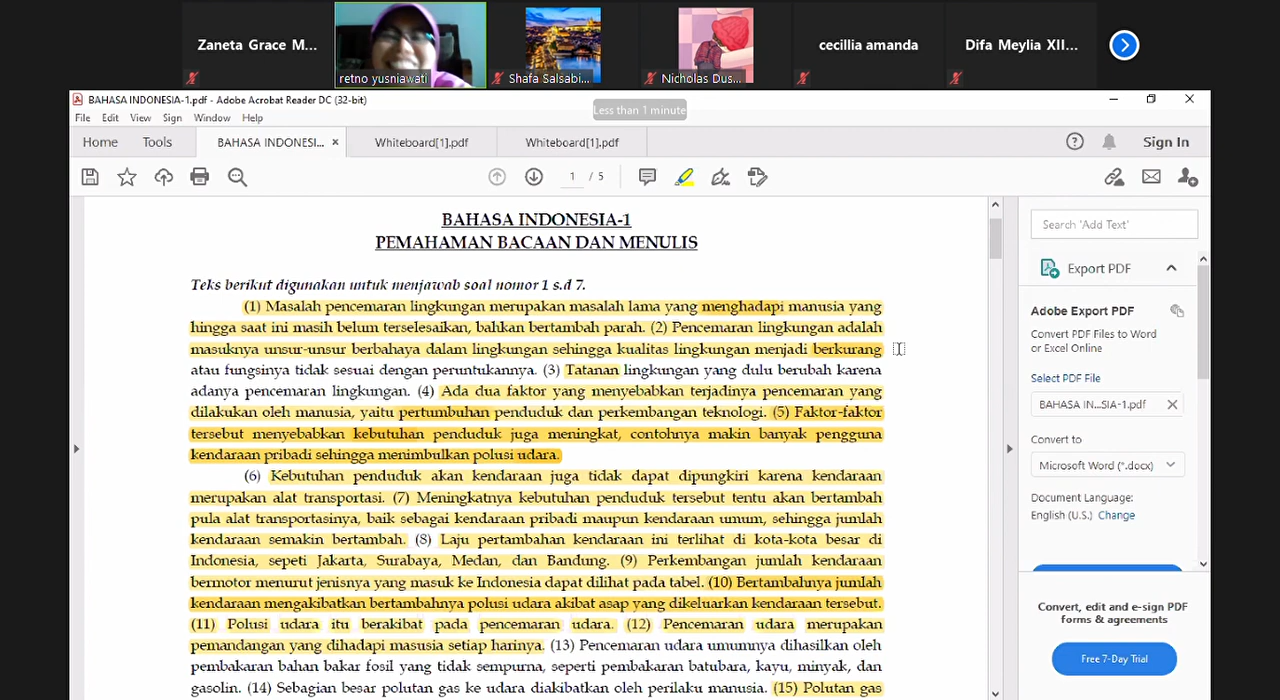 Zaneta Grace M...
retno yusniawati
Shafa Salsabi...
Nicholas Dus...
cecillia amanda
Difa Meylia XII...
BAHASA INDONESIA-1.pdf - Adobe Acrobat Reader DC (32-bit)
Less than 1 minute
File Edit View Sign Window Help
Home Tools BAHASA INDONESI... × Whiteboard[1].pdf Whiteboard[1].pdf Sign In
1 / 5
BAHASA INDONESIA-1
PEMAHAMAN BACAAN DAN MENULIS
Teks berikut digunakan untuk menjawab soal nomor 1 s.d 7.
(1) Masalah pencemaran lingkungan merupakan masalah lama yang menghadapi manusia yang
hingga saat ini masih belum terselesaikan, bahkan bertambah parah. (2) Pencemaran lingkungan adalah
masuknya unsur-unsur berbahaya dalam lingkungan sehingga kualitas lingkungan menjadi berkurang
atau fungsinya tidak sesuai dengan peruntukannya. (3) Tatanan lingkungan yang dulu berubah karena
adanya pencemaran lingkungan. (4) Ada dua faktor yang menyebabkan terjadinya pencemaran yang
dilakukan oleh manusia, yaitu pertumbuhan penduduk dan perkembangan teknologi. (5) Faktor-faktor
tersebut menyebabkan kebutuhan penduduk juga meningkat, contohnya makin banyak pengguna
kendaraan pribadi sehingga menimbulkan polusi udara.
(6) Kebutuhan penduduk akan kendaraan juga tidak dapat dipungkiri karena kendaraan
merupakan alat transportasi. (7) Meningkatnya kebutuhan penduduk tersebut tentu akan bertambah
pula alat transportasinya, baik sebagai kendaraan pribadi maupun kendaraan umum, sehingga jumlah
kendaraan semakin bertambah. (8) Laju pertambahan kendaraan ini terlihat di kota-kota besar di
Indonesia, sepeti Jakarta, Surabaya, Medan, dan Bandung. (9) Perkembangan jumlah kendaraan
bermotor menurut jenisnya yang masuk ke Indonesia dapat dilihat pada tabel. (10) Bertambahnya jumlah
kendaraan mengakibatkan bertambahnya polusi udara akibat asap yang dikeluarkan kendaraan tersebut.
(11) Polusi udara itu berakibat pada pencemaran udara. (12) Pencemaran udara merupakan
pemandangan yang dihadapi masusia setiap harinya. (13) Pencemaran udara umumnya dihasilkan oleh
pembakaran bahan bakar fosil yang tidak sempurna, seperti pembakaran batubara, kayu, minyak, dan
gasolin. (14) Sebagian besar polutan gas ke udara diakibatkan oleh perilaku manusia. (15) Polutan gas
Search 'Add Text'
Export PDF
Adobe Export PDF
Convert PDF Files to Word
or Excel Online
Select PDF File
BAHASA IN...SIA-1.pdf ×
Convert to
Microsoft Word (*.docx)
Document Language:
English (U.S.) Change
Convert, edit and e-sign PDF
forms & agreements
Free 7-Day Trial